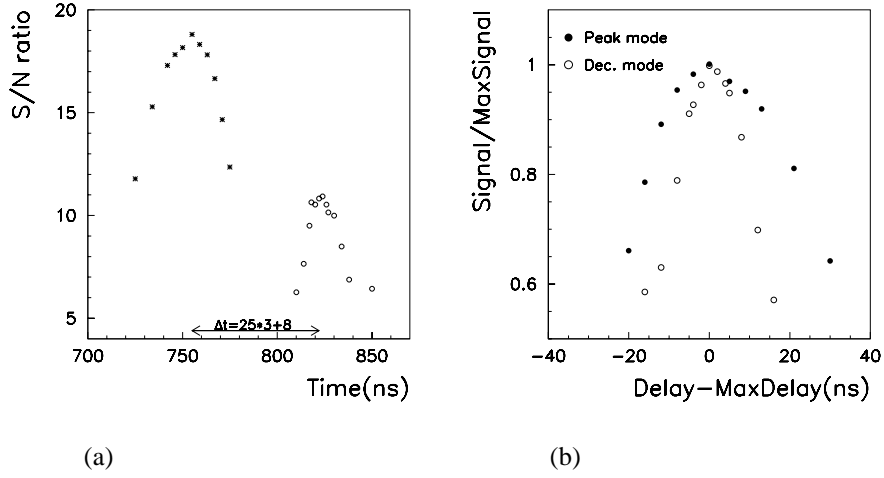 S/N ratio
20
15
10
5
Δt=25*3+8
700
750
800
850
Time(ns)
(a)
Signal/MaxSignal
1
0.8
0.6
Peak mode
Dec. mode
−40
−20
0
20
40
Delay−MaxDelay(ns)
(b)